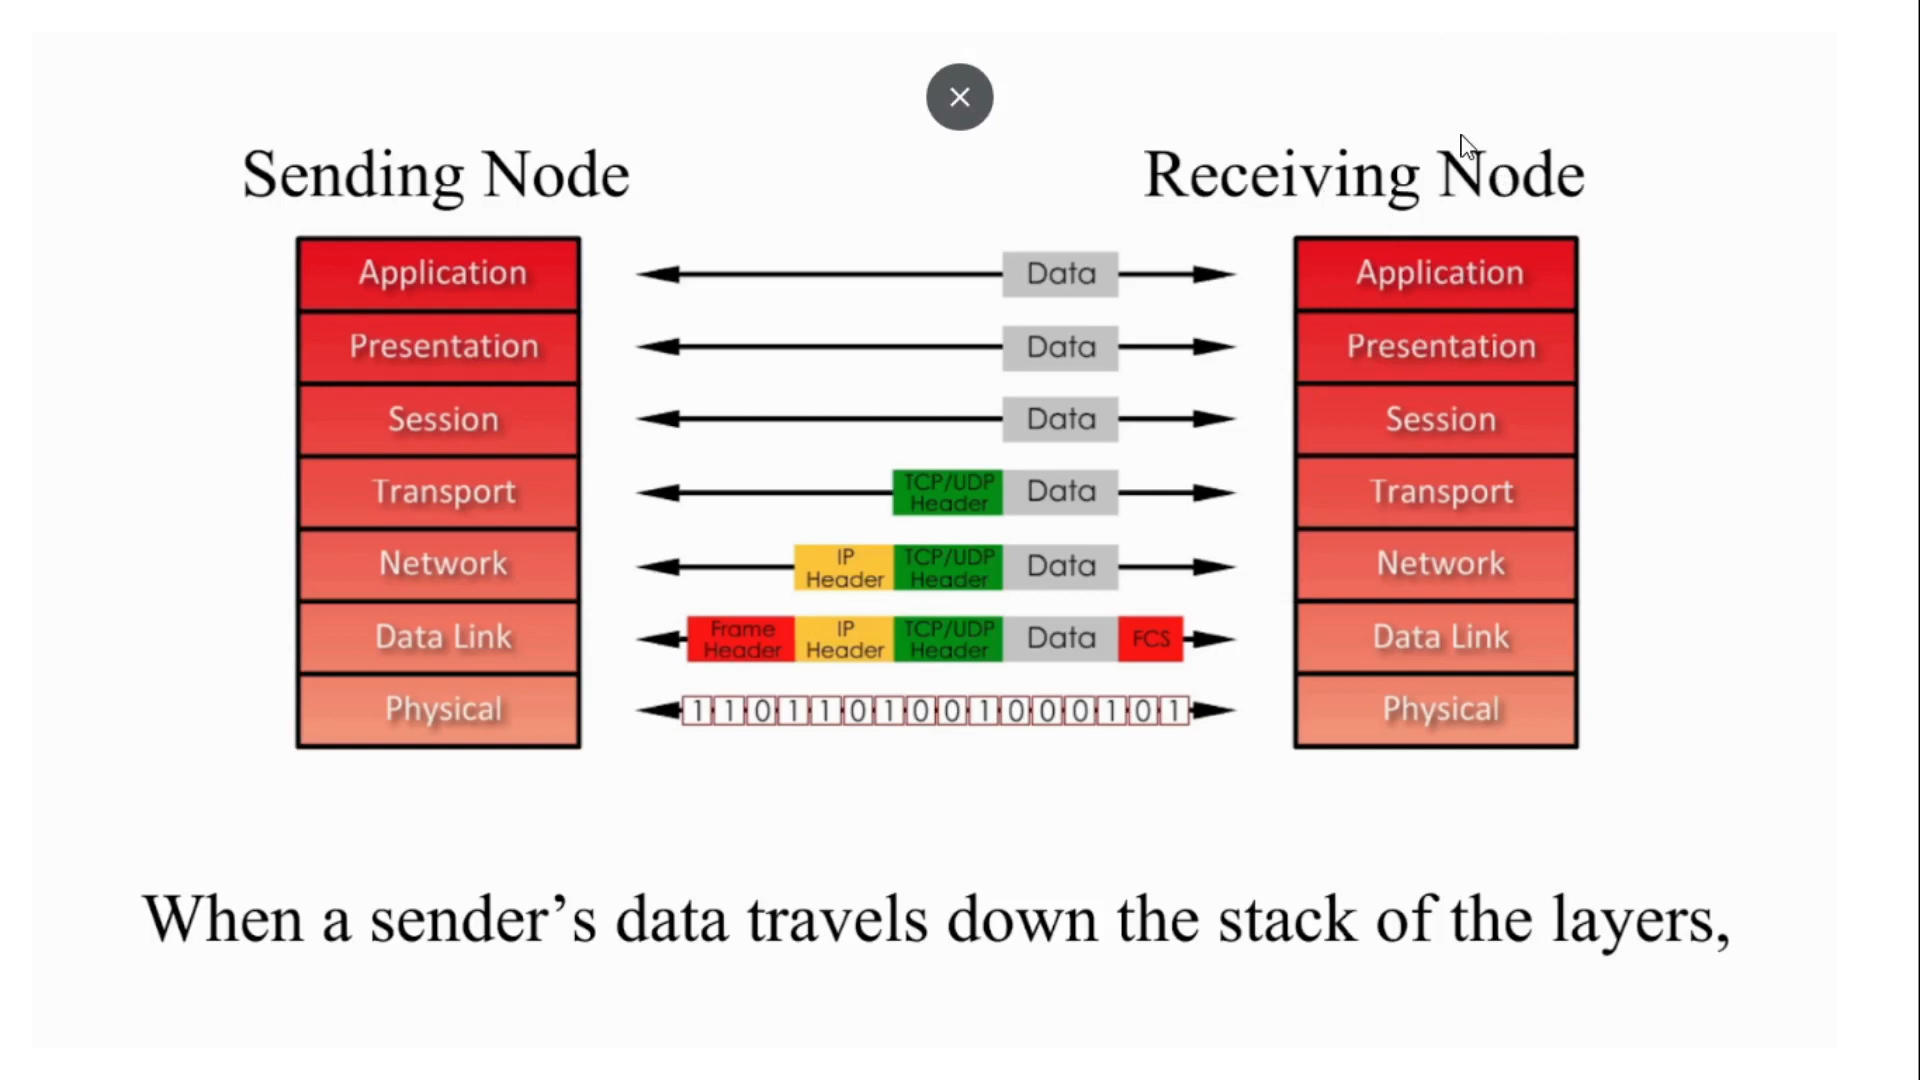 Sending Node
Receiving Node
Application
Data
Application
Presentation
Data
Presentation
Session
Data
Session
Transport
TCP/UDP
Header
Data
Transport
Network
IP
Header
TCP/UDP
Header
Data
Network
Data Link
Frame
Header
IP
Header
TCP/UDP
Header
Data
FCS
Data Link
Physical
1 1 0 1 1 0 1 0 0 1 0 0 0 1 0 1
Physical
When a sender’s data travels down the stack of the layers,